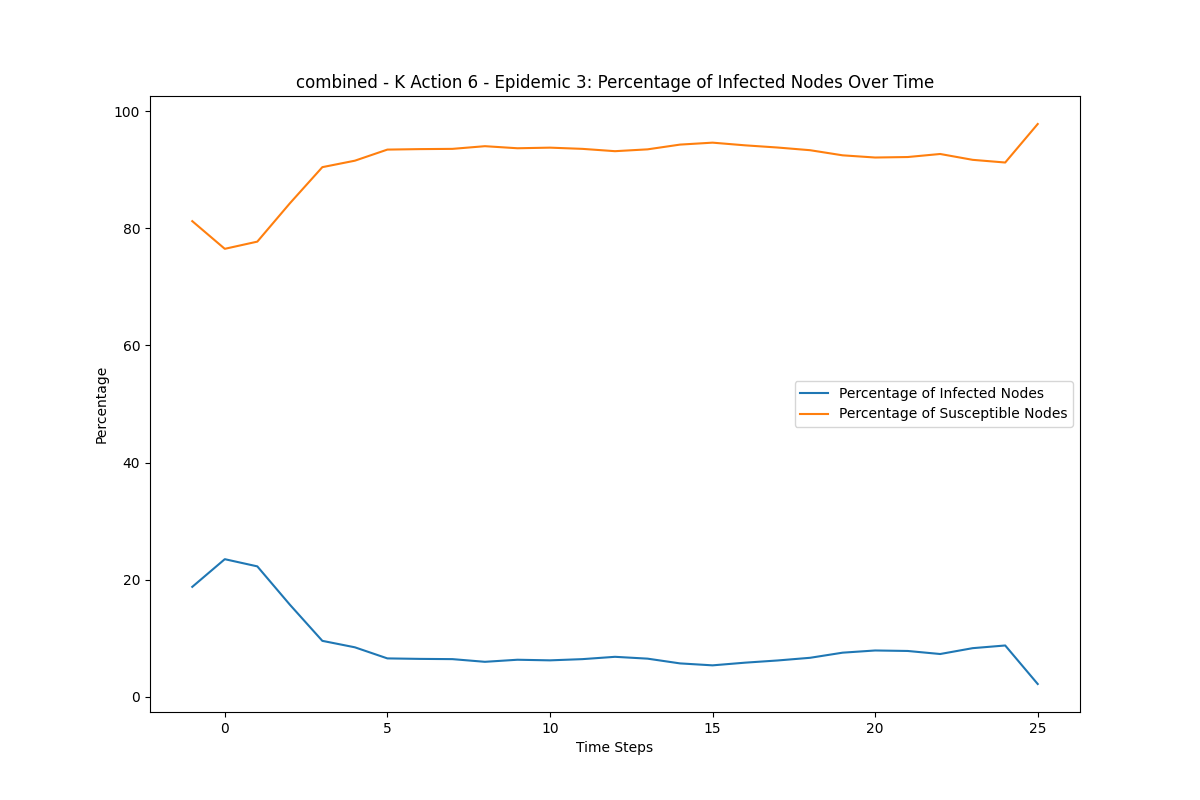 combined - K Action 6 - Epidemic 3: Percentage of Infected Nodes Over Time
100
80
60
40
20
0
Percentage
Percentage of Infected Nodes
Percentage of Susceptible Nodes
0 5 10 15 20 25
Time Steps